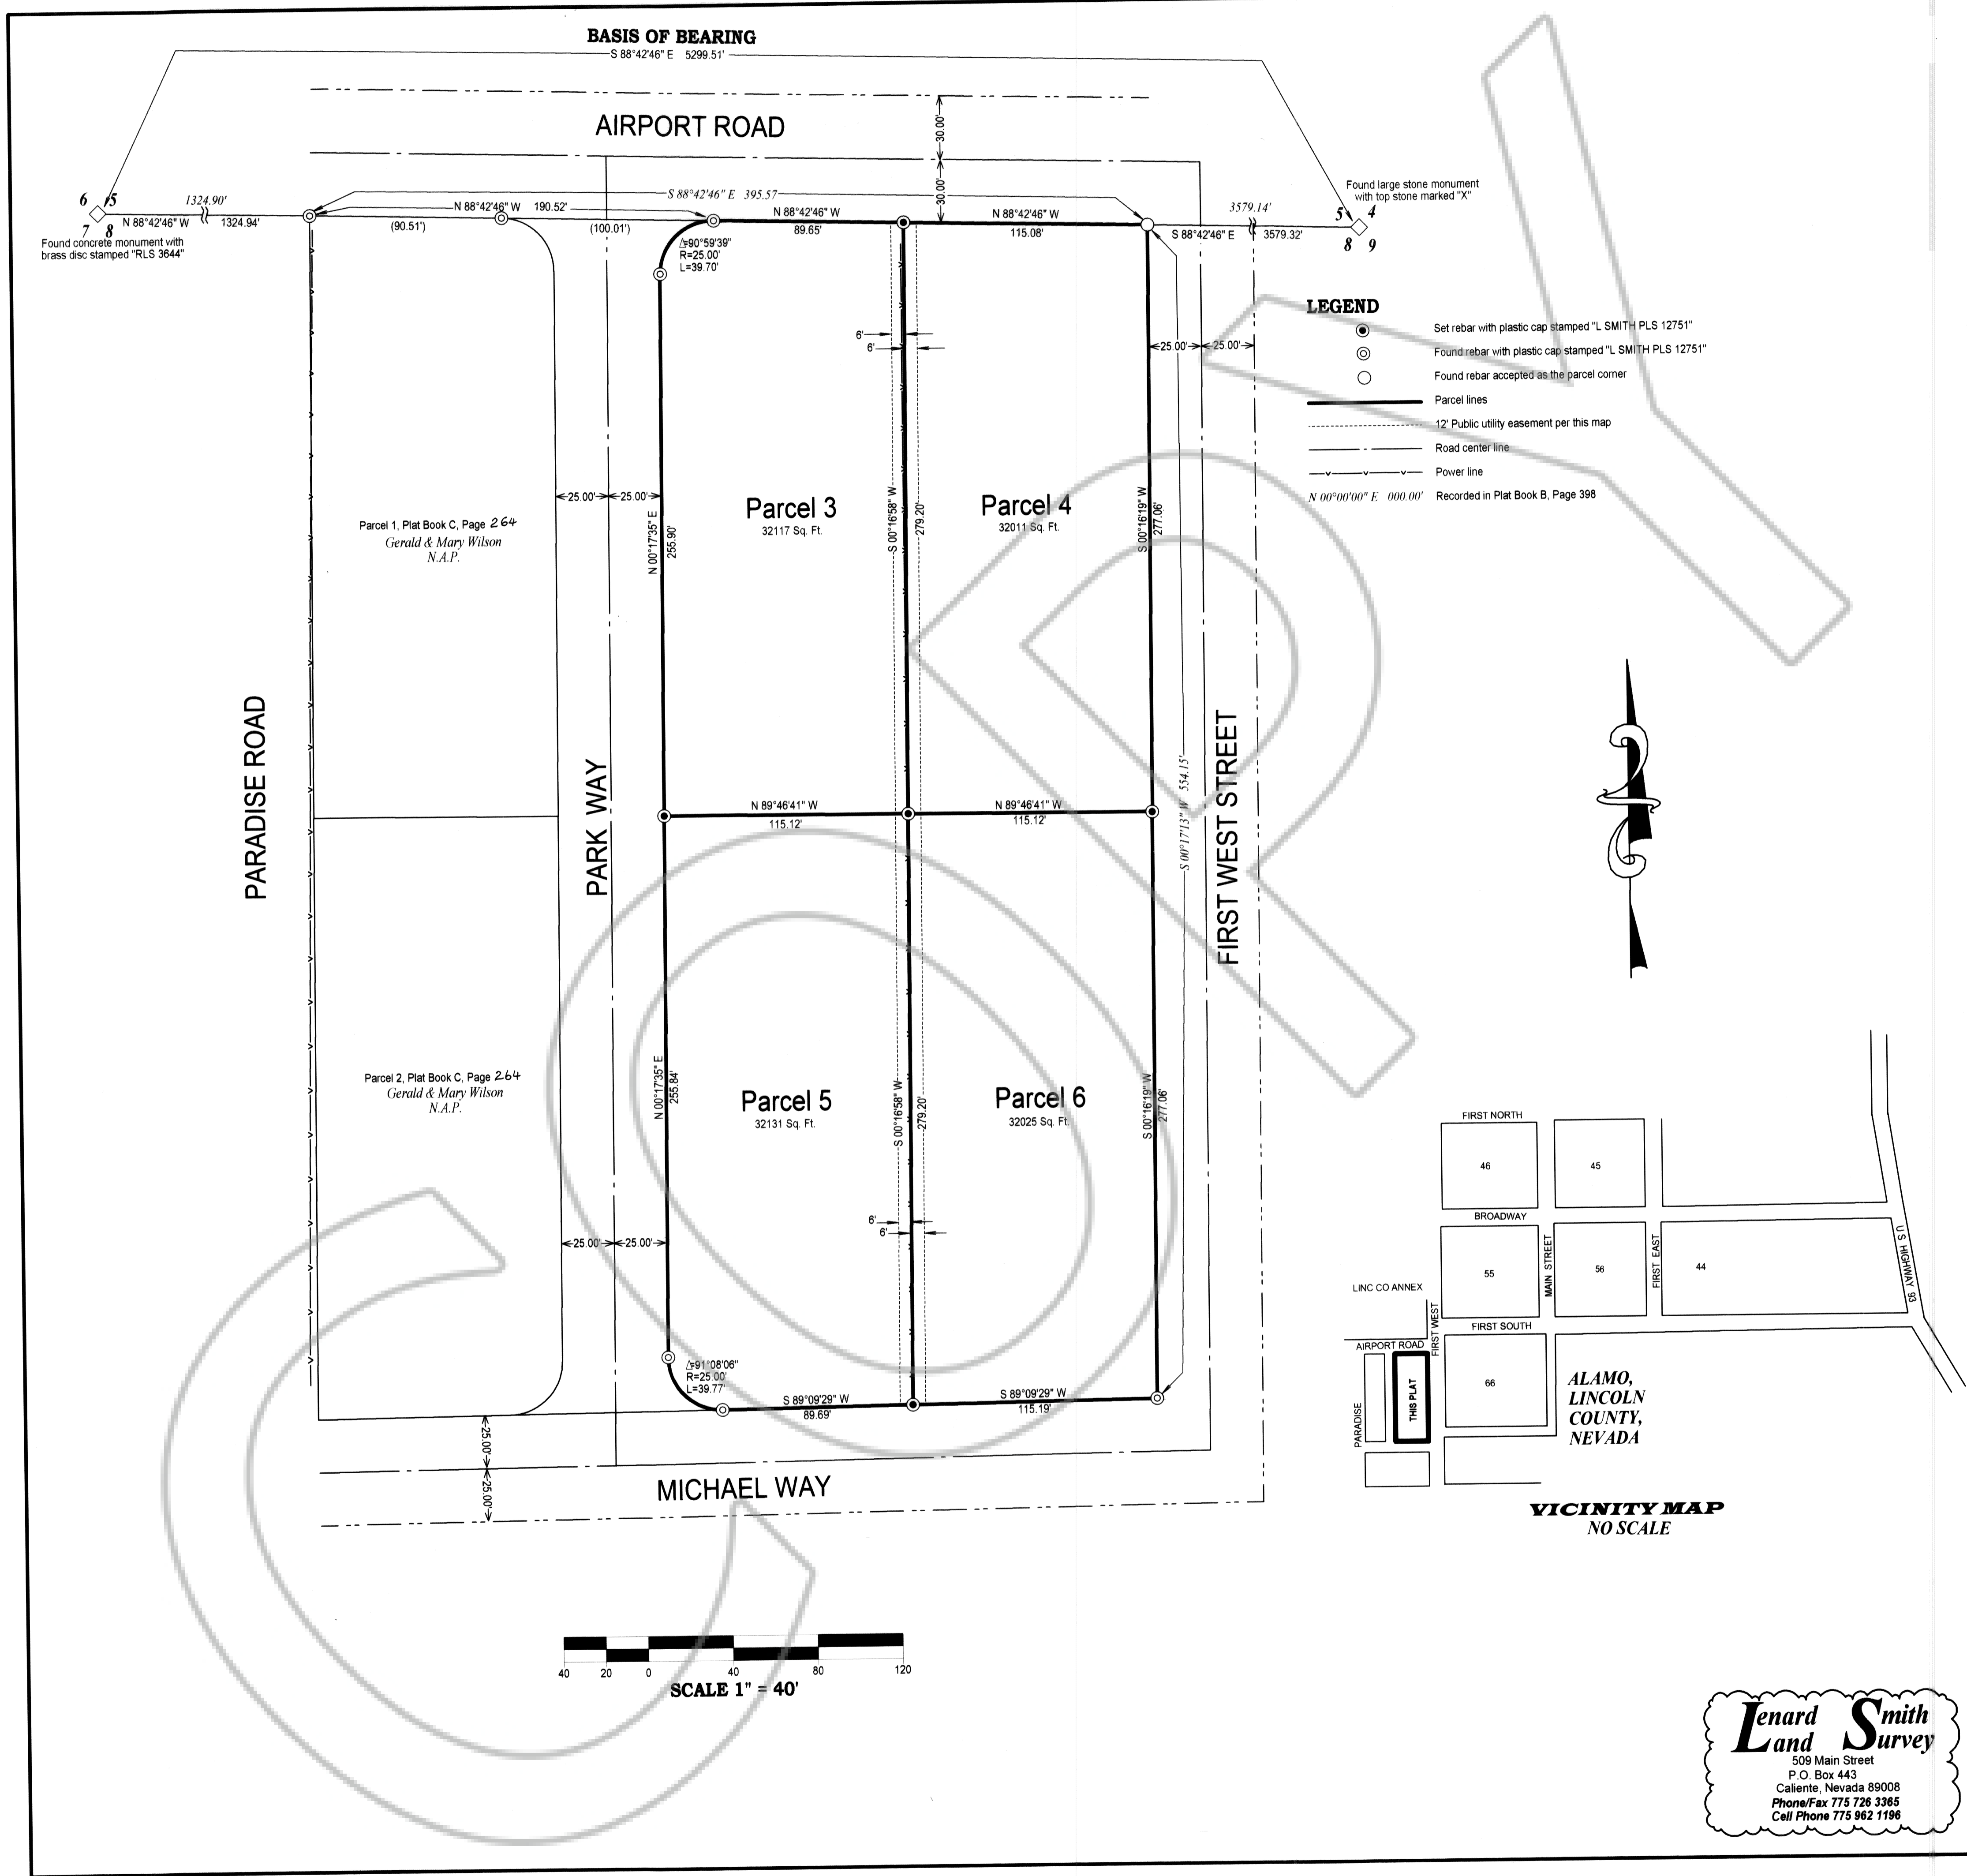 BASIS OF BEARING
S 88°42'46" E 5299.51'
AIRPORT ROAD
30.00'
30.00'
6 5
7 8
1324.90'
N 88°42'46" W 1324.94'
Found concrete monument with
brass disc stamped "RLS 3644"
S 88°42'46" E 395.57
N 88°42'46" W 190.52'
(90.51')
(100.01')
N 88°42'46" W
89.65'
N 88°42'46" W
115.08'
Δ=90°59'39"
R=25.00'
L=39.70'
3579.14'
S 88°42'46" E 3579.32'
Found large stone monument
with top stone marked "X"
5 4
8 9
LEGEND
Set rebar with plastic cap stamped "L SMITH PLS 12751"
Found rebar with plastic cap stamped "L SMITH PLS 12751"
Found rebar accepted as the parcel corner
Parcel lines
12' Public utility easement per this map
Road center line
Power line
N 00°00'00" E 000.00' Recorded in Plat Book B, Page 398
6'
6'
25.00' 25.00'
25.00' 25.00'
Parcel 1, Plat Book C, Page 264
Gerald & Mary Wilson
N.A.P.
N 00°17'35" E
255.90'
Parcel 3
32117 Sq. Ft.
S 00°16'58" W
279.20'
Parcel 4
32011 Sq. Ft.
S 00°16'19" W
277.06'
PARADISE ROAD
PARK WAY
S 00°17'13" W 554.15'
FIRST WEST STREET
N 89°46'41" W
115.12'
N 89°46'41" W
115.12'
Parcel 2, Plat Book C, Page 264
Gerald & Mary Wilson
N.A.P.
N 00°17'35" E
255.84'
Parcel 5
32131 Sq. Ft.
S 00°16'58" W
279.20'
Parcel 6
32025 Sq. Ft.
S 00°16'19" W
277.06'
6'
6'
25.00' 25.00'
Δ=91°08'06"
R=25.00'
L=39.77'
S 89°09'29" W
89.69'
S 89°09'29" W
115.19'
25.00'
25.00'
MICHAEL WAY
FIRST NORTH
46
45
BROADWAY
55
MAIN STREET
56
FIRST EAST
44
U S HIGHWAY 93
LINC CO ANNEX
FIRST WEST
FIRST SOUTH
AIRPORT ROAD
PARADISE
THIS PLAT
66
ALAMO,
LINCOLN
COUNTY,
NEVADA
VICINITY MAP
NO SCALE
40 20 0 40 80 120
SCALE 1" = 40'
Lenard Smith
Land Survey
509 Main Street
P.O. Box 443
Caliente, Nevada 89008
Phone/Fax 775 726 3365
Cell Phone 775 962 1196
COPY